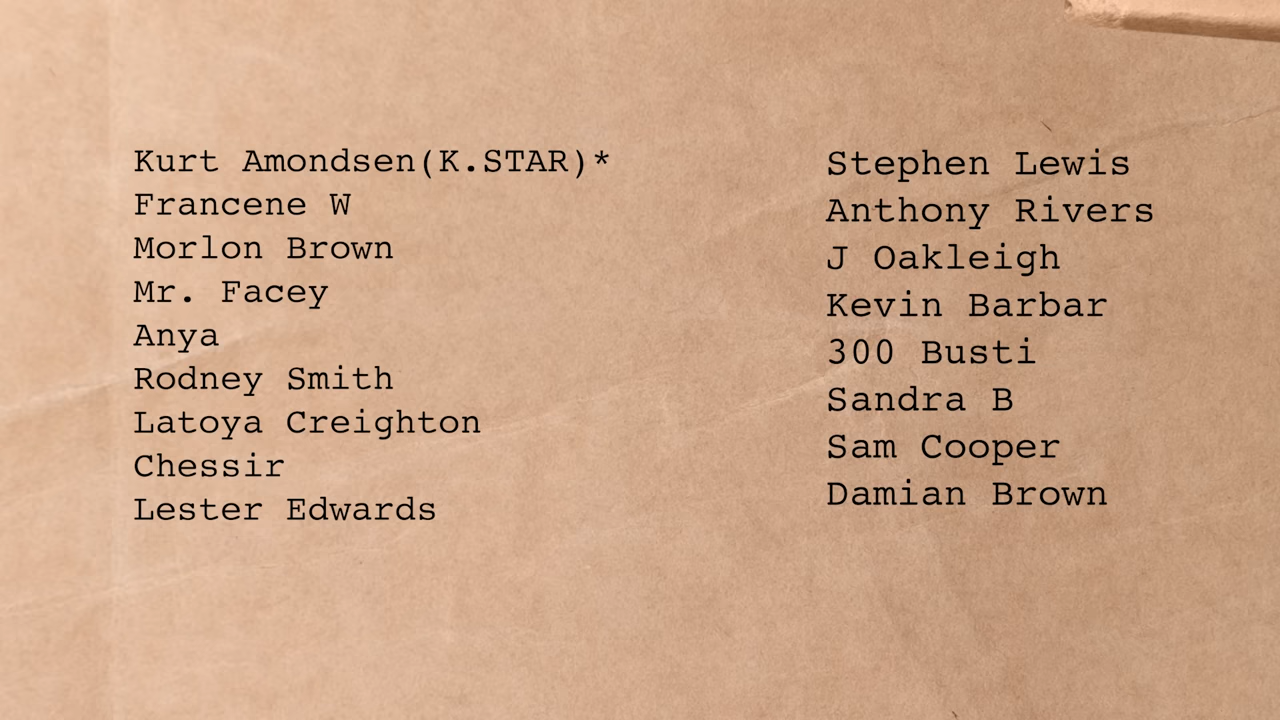 Kurt Amondsen(K.STAR)*
Francene W
Morlon Brown
Mr. Facey
Anya
Rodney Smith
Latoya Creighton
Chessir
Lester Edwards
Stephen Lewis
Anthony Rivers
J Oakleigh
Kevin Barbar
300 Busti
Sandra B
Sam Cooper
Damian Brown